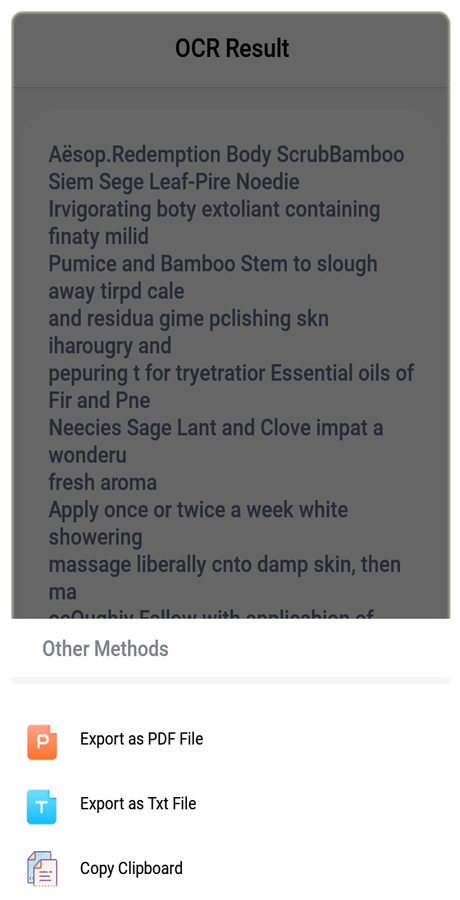 OCR Result
Aësop.Redemption Body ScrubBamboo
Siem Sege Leaf-Pire Noedie
Irvigorating boty extoliant containing
finaty milid
Pumice and Bamboo Stem to slough
away tirpd cale
and residua gime pclishing skn
iharougry and
pepuring t for tryetratior Essential oils of
Fir and Pne
Neecies Sage Lant and Clove impat a
wonderu
fresh aroma
Apply once or twice a week white
showering
massage liberally cnto damp skin, then
ma
Fallow with applicabion of
Other Methods
P
Export as PDF File
T
Export as Txt File
Copy Clipboard